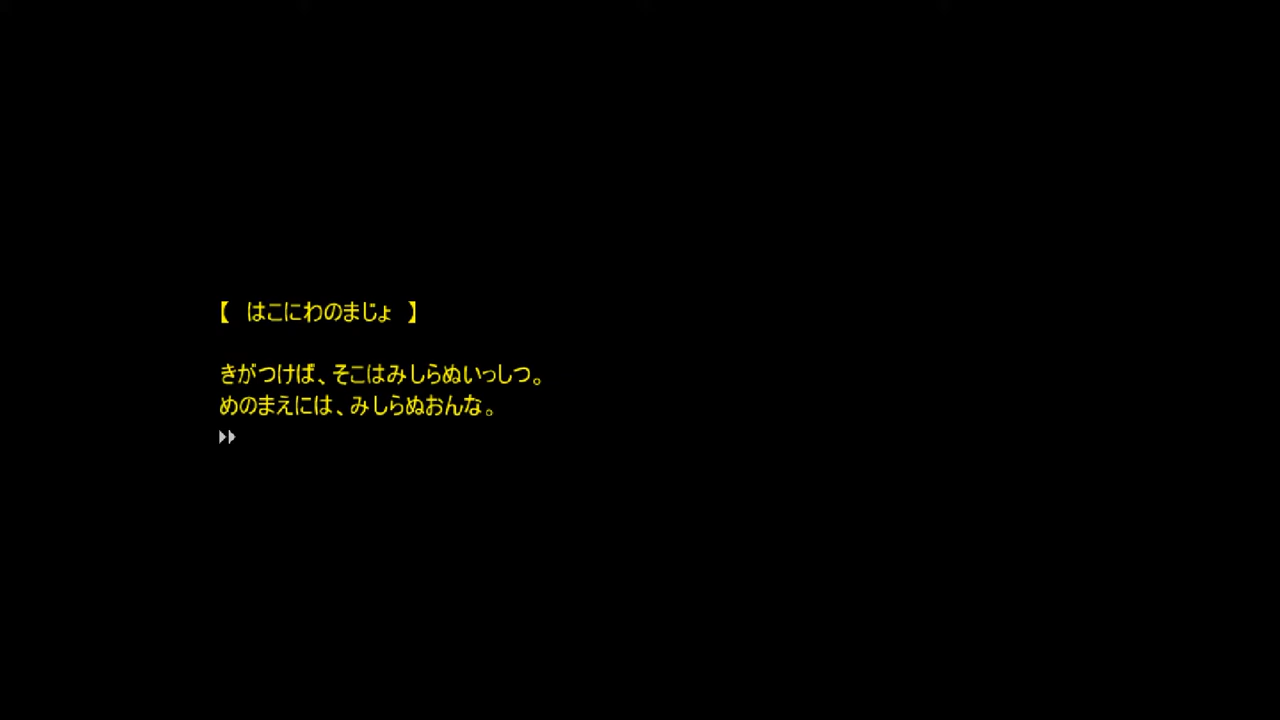 【　はこにわのまじょ　】
きがつけば、そこはみしらぬいっしつ。
めのまえには、みしらぬおんな。